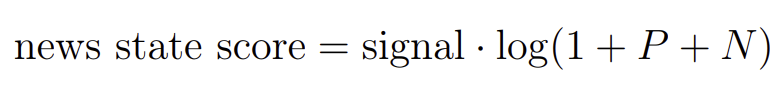 news state score = signal · log(1 + P + N)